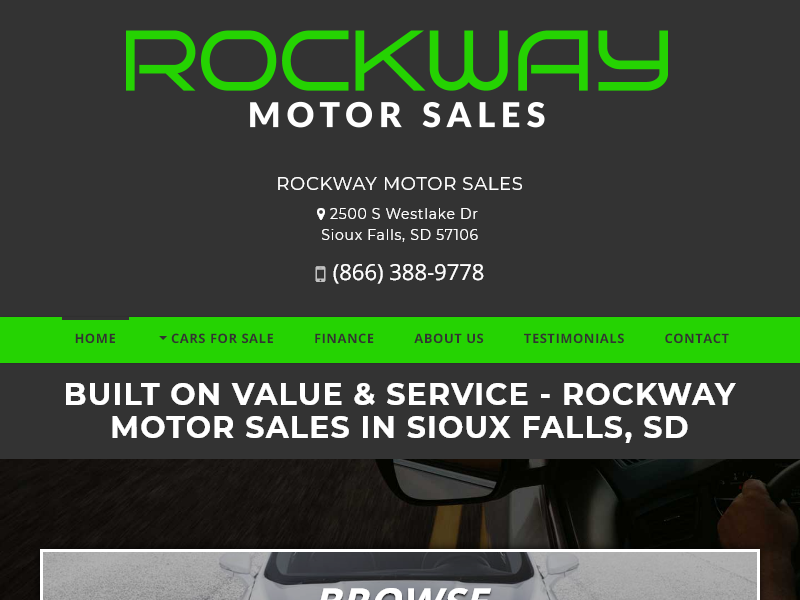 ROCKWAY
MOTOR SALES
ROCKWAY MOTOR SALES
2500 S Westlake Dr
Sioux Falls, SD 57106
(866) 388-9778
HOME CARS FOR SALE FINANCE ABOUT US TESTIMONIALS CONTACT
BUILT ON VALUE & SERVICE - ROCKWAY
MOTOR SALES IN SIOUX FALLS, SD
BROWSE